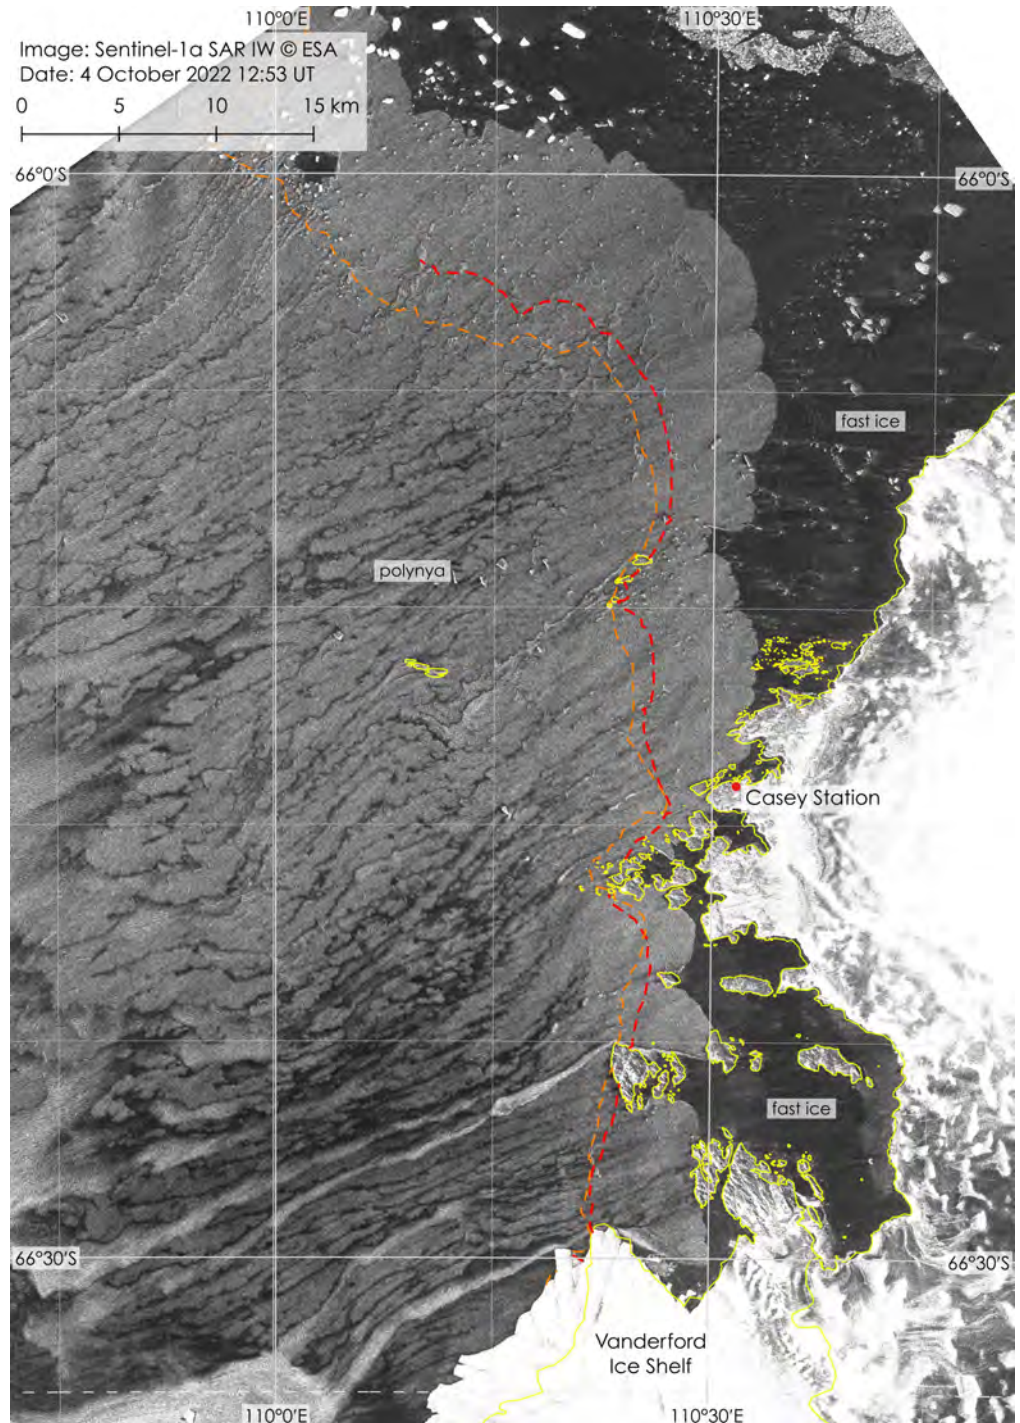 110°0'E
110°30'E
Image: Sentinel-1a SAR IW © ESA
Date: 4 October 2022 12:53 UT
0 5 10 15 km
66°0'S
66°0'S
fast ice
polynya
Casey Station
fast ice
66°30'S
66°30'S
Vanderford
Ice Shelf
110°0'E
110°30'E